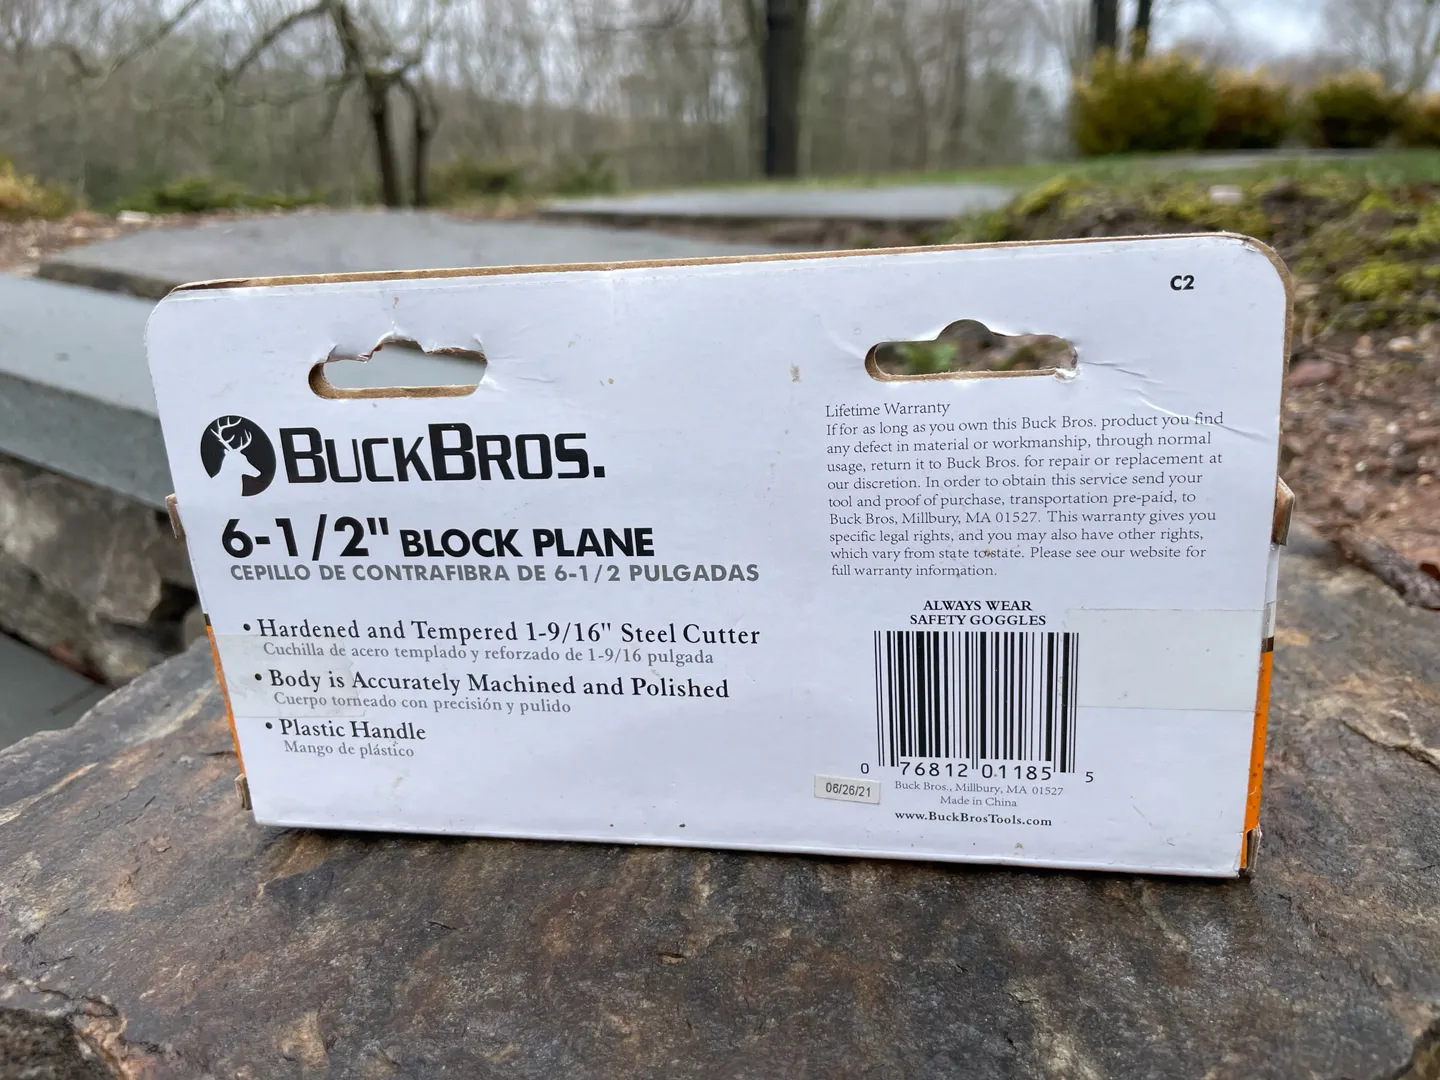 C2
BUCKBROS.
6-1/2" BLOCK PLANE
CEPILLO DE CONTRAFIBRA DE 6-1/2 PULGADAS
• Hardened and Tempered 1-9/16" Steel Cutter
Cuchilla de acero templado y reforzado de 1-9/16 pulgada
• Body is Accurately Machined and Polished
Cuerpo torneado con precisión y pulido
• Plastic Handle
Mango de plástico
Lifetime Warranty
If for as long as you own this Buck Bros. product you find
any defect in material or workmanship, through normal
usage, return it to Buck Bros. for repair or replacement at
our discretion. In order to obtain this service send your
tool and proof of purchase, transportation pre-paid, to
Buck Bros, Millbury, MA 01527. This warranty gives you
specific legal rights, and you may also have other rights,
which vary from state to state. Please see our website for
full warranty information.
ALWAYS WEAR
SAFETY GOGGLES
0 76812 01185 5
06/26/21
Buck Bros., Millbury, MA 01527
Made in China
www.BuckBrosTools.com